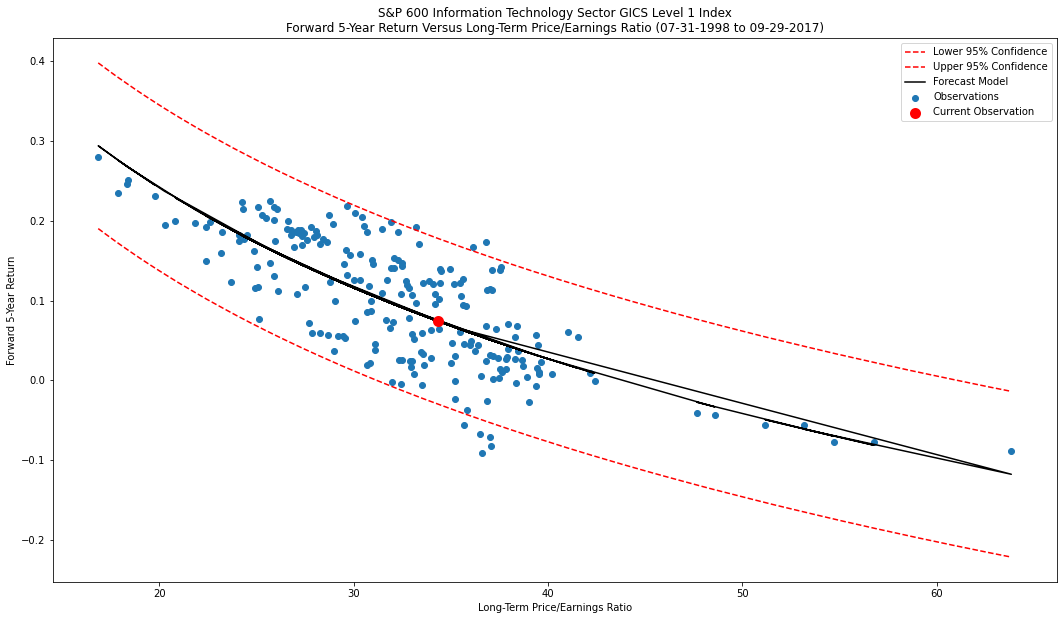 S&P 600 Information Technology Sector GICS Level 1 Index
Forward 5-Year Return Versus Long-Term Price/Earnings Ratio (07-31-1998 to 09-29-2017)
Lower 95% Confidence
Upper 95% Confidence
Forecast Model
Observations
Current Observation
Forward 5-Year Return
0.4
0.3
0.2
0.1
0.0
−0.1
−0.2
20
30
40
50
60
Long-Term Price/Earnings Ratio